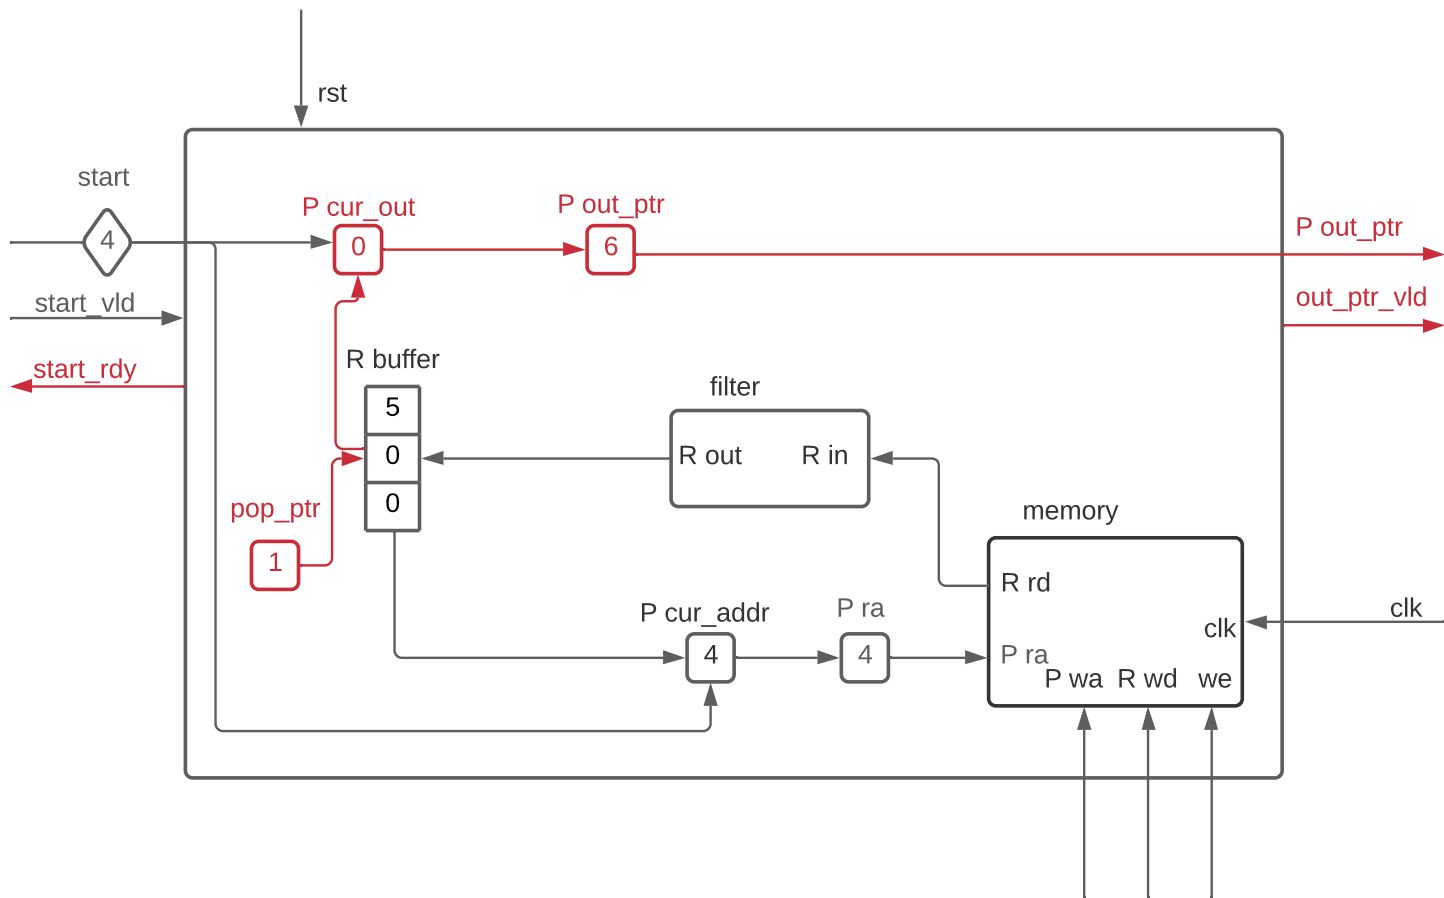 rst
start
4
P cur_out
0
P out_ptr
6
P out_ptr
start_vld
out_ptr_vld
start_rdy
R buffer
5
0
0
filter
R out
R in
pop_ptr
1
memory
R rd
clk
P ra
P wa
R wd
we
clk
P cur_addr
4
P ra
4